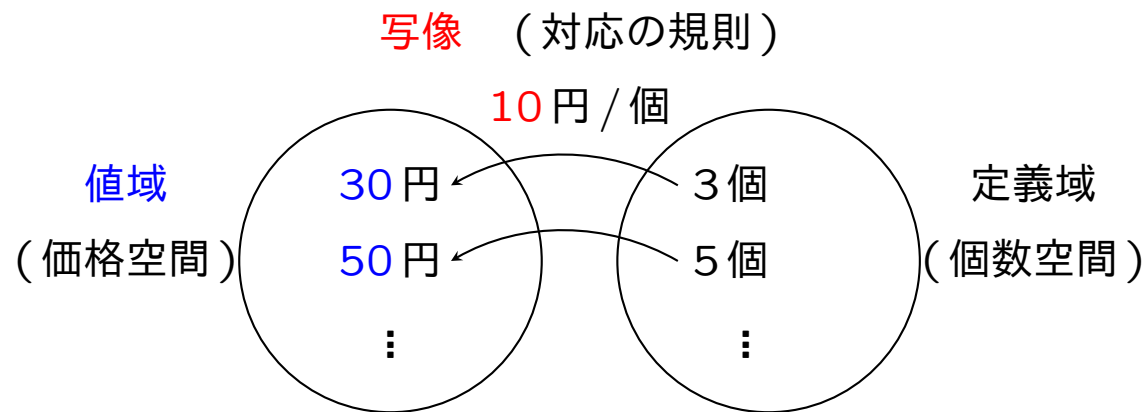 写像 (対応の規則)
10円/個
値域 30円 3個 定義域
(価格空間) 50円 5個 (個数空間)
⋮ ⋮